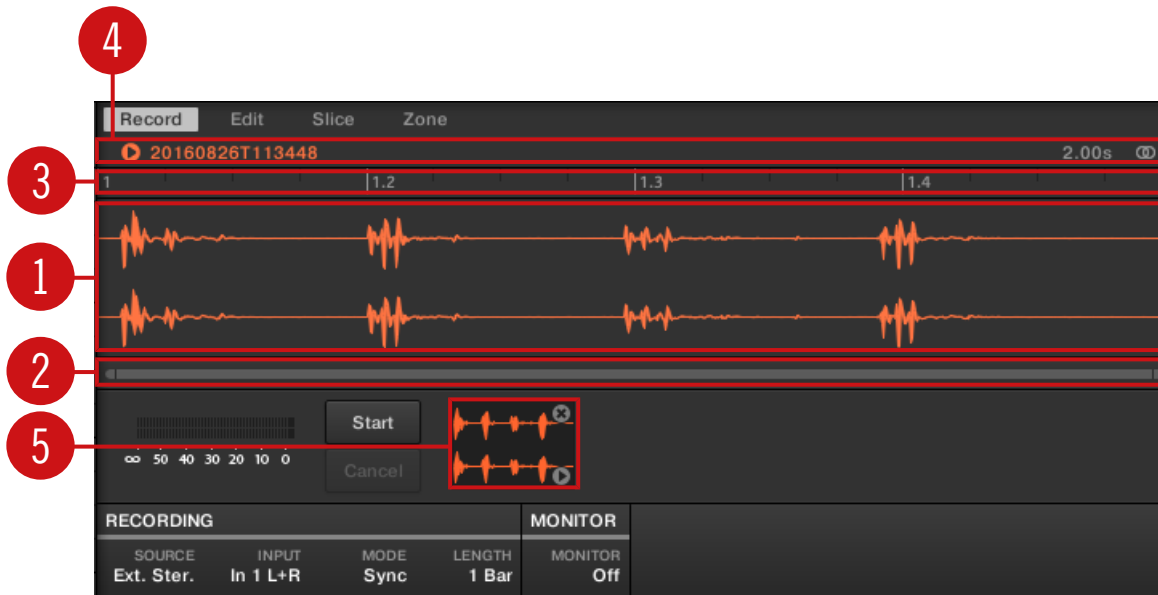 4
Record Edit Slice Zone
20160826T113448 2.00s
3
1 1.2 1.3 1.4
1
2
5
Start
∞ 50 40 30 20 10 0
Cancel
RECORDING MONITOR
SOURCE INPUT MODE LENGTH MONITOR
Ext. Ster. In 1 L+R Sync 1 Bar Off